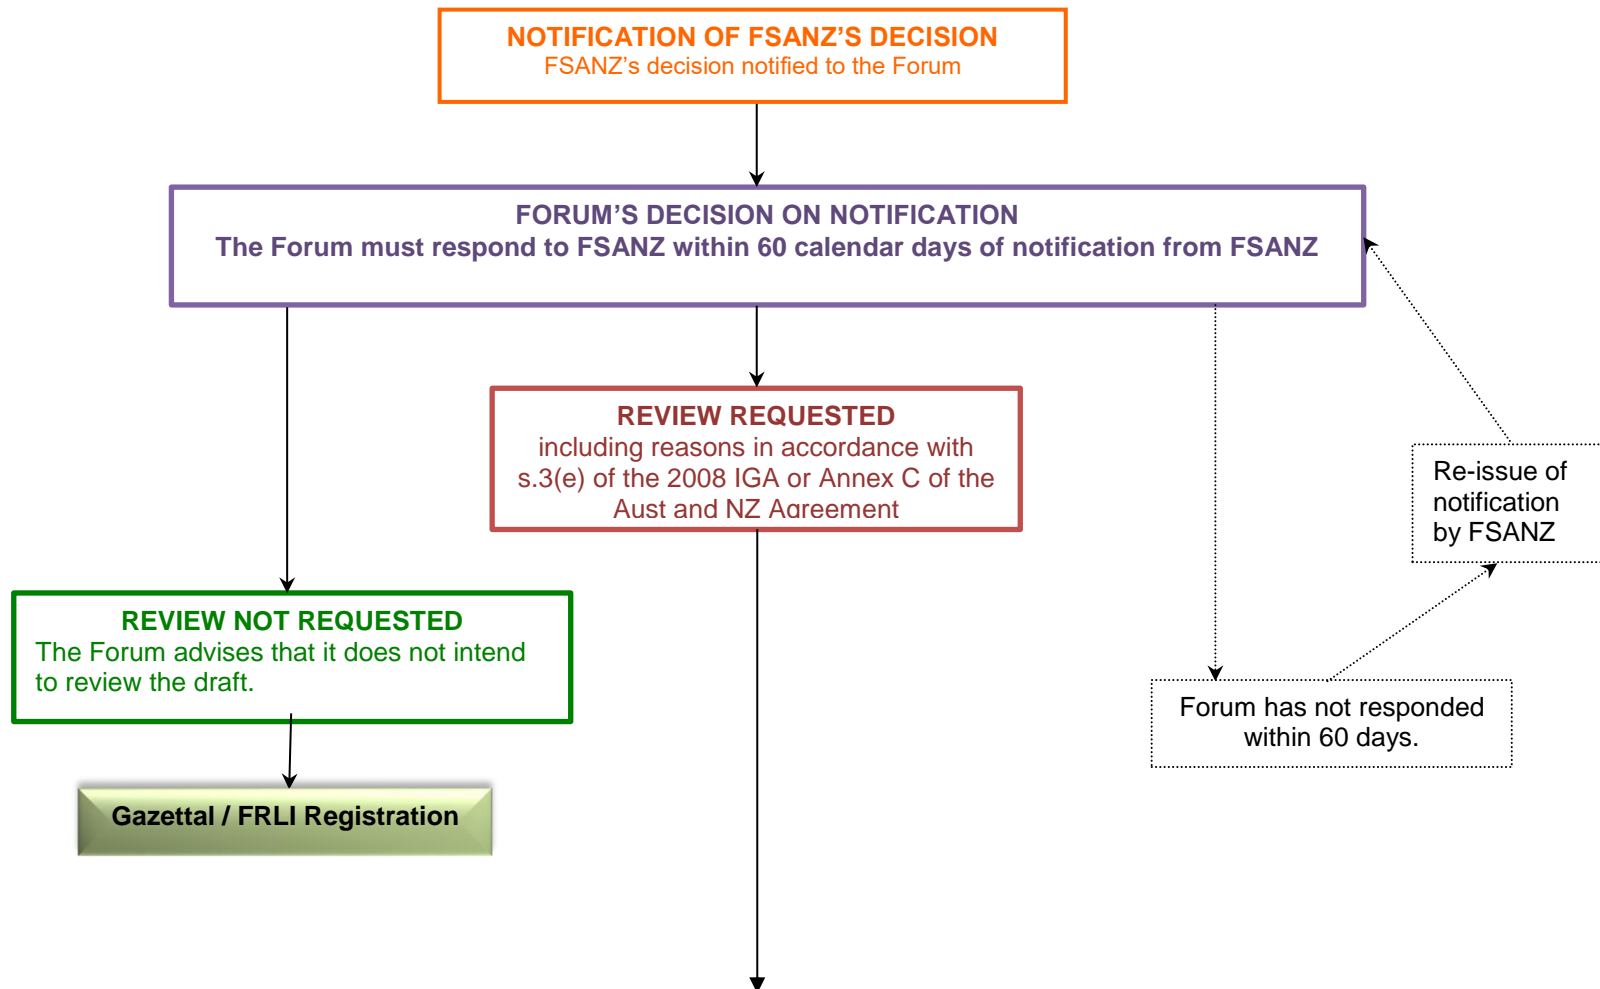 NOTIFICATION OF FSANZ’S DECISION
FSANZ’s decision notified to the Forum
FORUM’S DECISION ON NOTIFICATION
The Forum must respond to FSANZ within 60 calendar days of notification from FSANZ
REVIEW REQUESTED
including reasons in accordance with
s.3(e) of the 2008 IGA or Annex C of the
Aust and NZ Agreement
Re-issue of
notification
by FSANZ
REVIEW NOT REQUESTED
The Forum advises that it does not intend
to review the draft.
Forum has not responded
within 60 days.
Gazettal / FRLI Registration